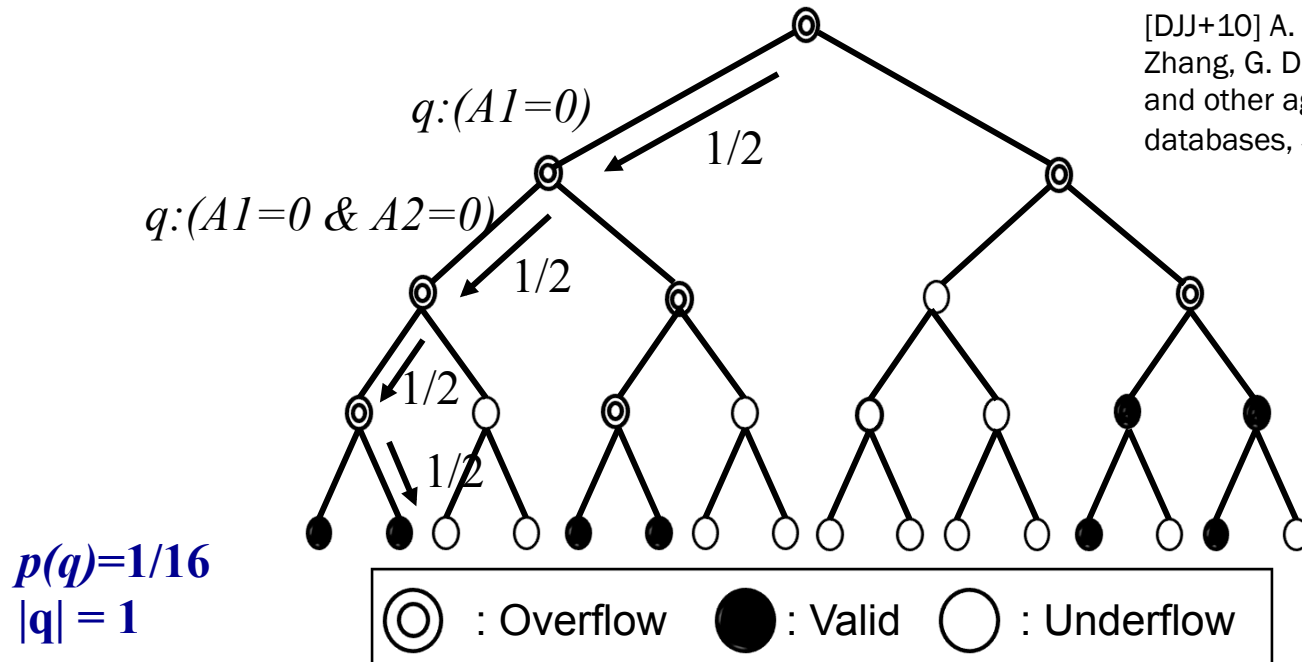 [DJJ+10] A.
Zhang, G. D
and other ag
databases,
q:(A1=0)
1/2
q:(A1=0 & A2=0)
1/2
1/2
1/2
p(q)=1/16
|q| = 1
: Overflow : Valid : Underflow